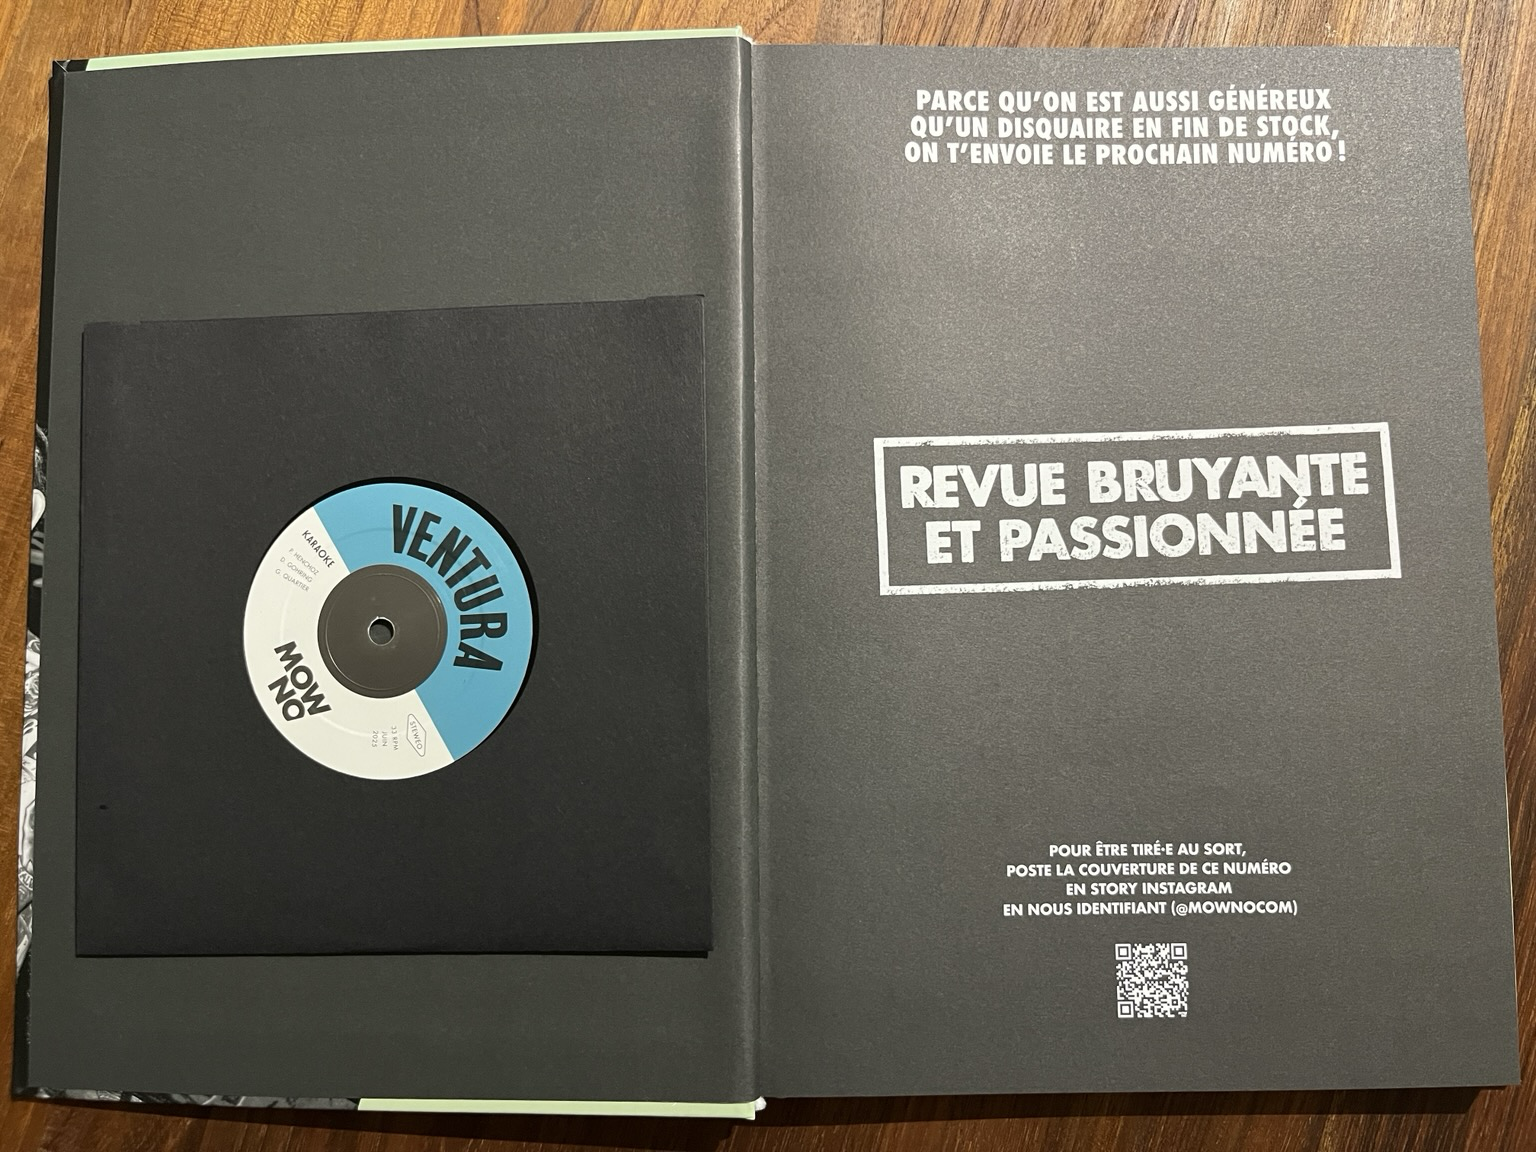 VENTURA
KARAOKE
P. HENCHOZ
D. GOHRING
G. QUARTIER
MOW
NO
STEWEO
33 RPM
JUIN
2025
PARCE QU'ON EST AUSSI GÉNÉREUX
QU'UN DISQUAIRE EN FIN DE STOCK,
ON T'ENVOIE LE PROCHAIN NUMÉRO !
REVUE BRUYANTE
ET PASSIONNÉE
POUR ÊTRE TIRÉ·E AU SORT,
POSTE LA COUVERTURE DE CE NUMÉRO
EN STORY INSTAGRAM
EN NOUS IDENTIFIANT (@MOWNOCOM)